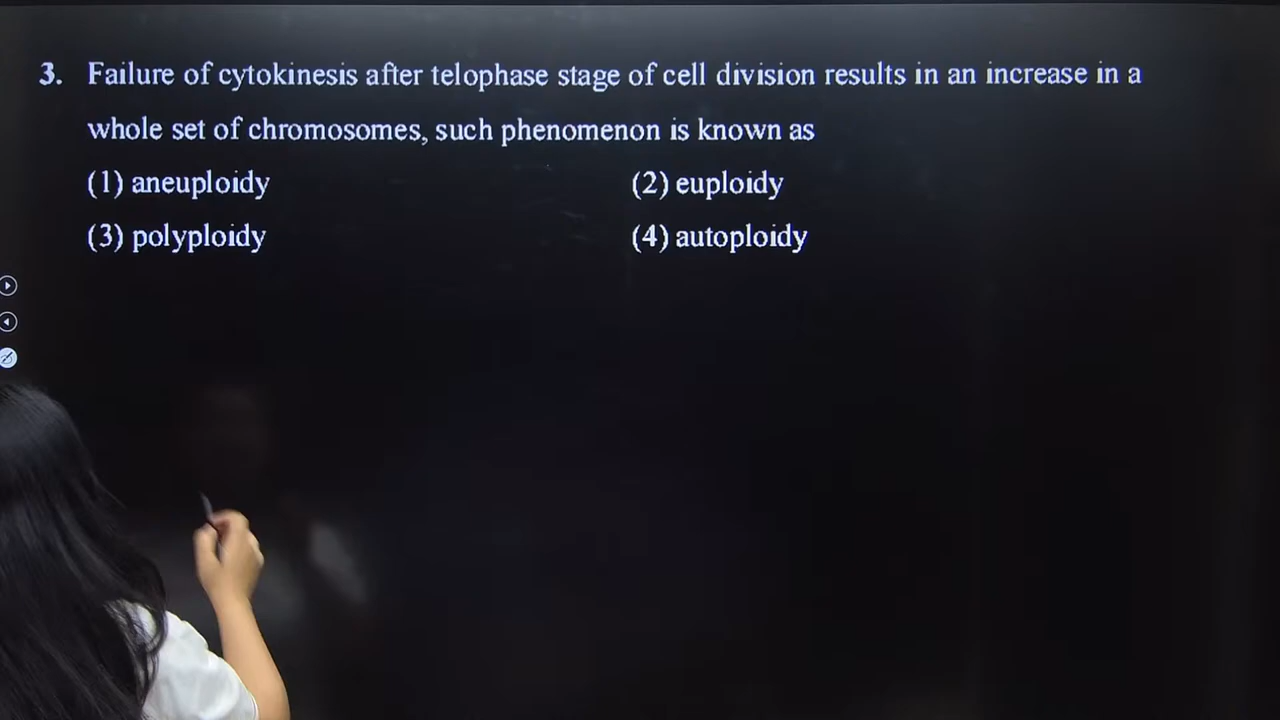 3. Failure of cytokinesis after telophase stage of cell division results in an increase in a
whole set of chromosomes, such phenomenon is known as
(1) aneuploidy (2) euploidy
(3) polyploidy (4) autoploidy